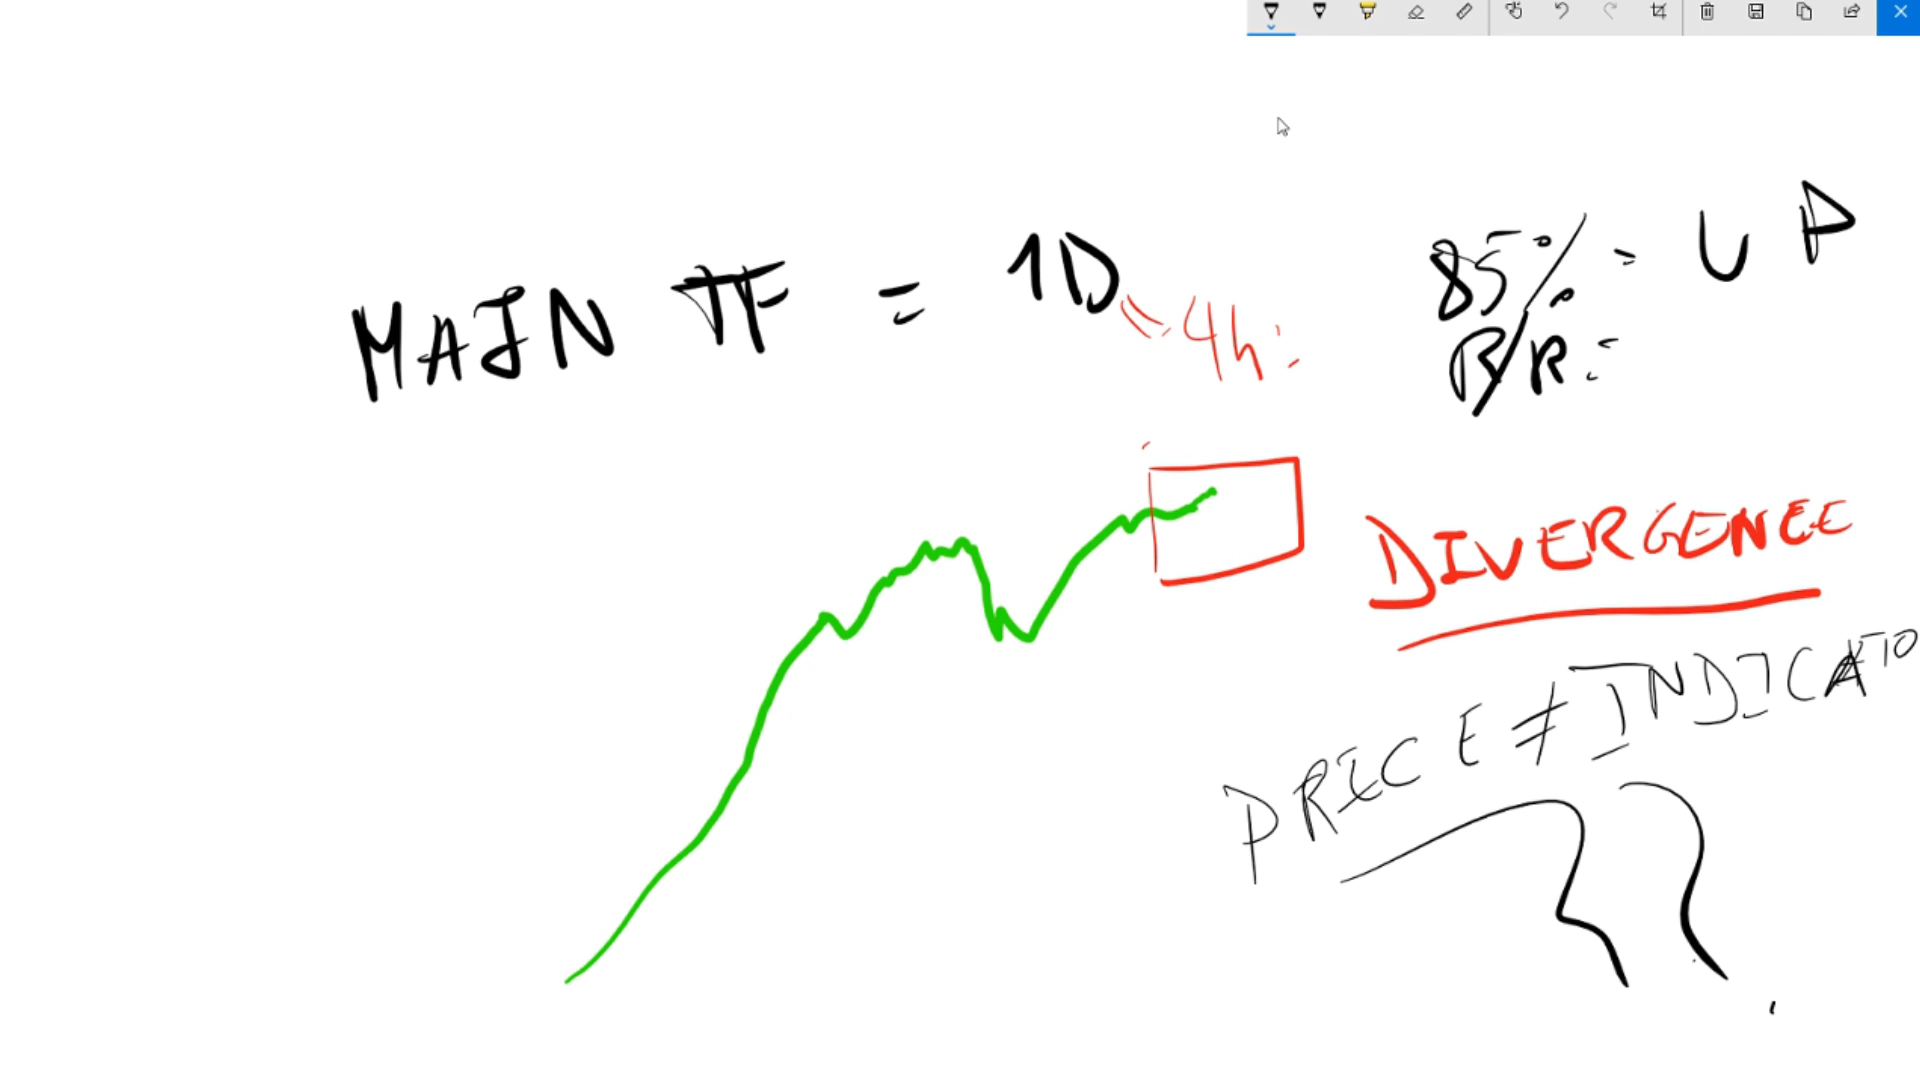 MAIN TF = 1D
4h:
85% = UP
R/R:
DIVERGENCE
PRICE ≠ INDICATO